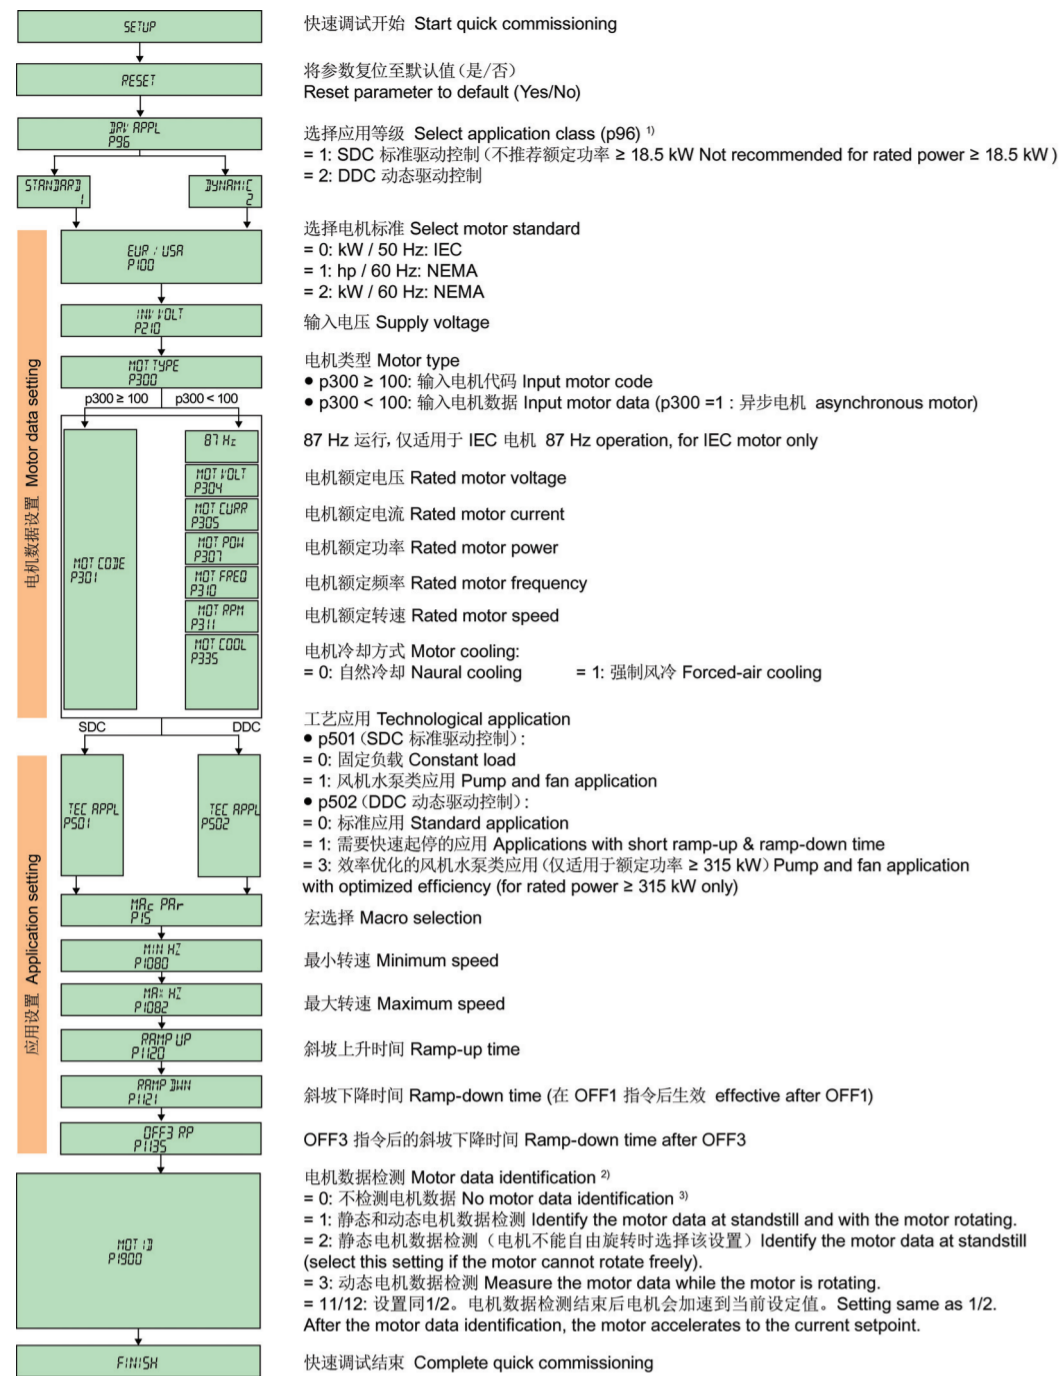 SETUP
快速调试开始 Start quick commissioning
RESET
将参数复位至默认值(是/否)
Reset parameter to default (Yes/No)
DRV APPL
P96
选择应用等级 Select application class (p96) 1)
= 1: SDC 标准驱动控制(不推荐额定功率 ≥ 18.5 kW Not recommended for rated power ≥ 18.5 kW)
= 2: DDC 动态驱动控制
STANDARD
1
DYNAMIC
2
电机数据设置 Motor data setting
EUR / USA
P100
选择电机标准 Select motor standard
= 0: kW / 50 Hz: IEC
= 1: hp / 60 Hz: NEMA
= 2: kW / 60 Hz: NEMA
INV VOLT
P210
输入电压 Supply voltage
MOT TYPE
P300
电机类型 Motor type
● p300 ≥ 100: 输入电机代码 Input motor code
● p300 < 100: 输入电机数据 Input motor data (p300 =1 : 异步电机 asynchronous motor)
p300 ≥ 100
p300 < 100
MOT CODE
P301
87 Hz
87 Hz 运行, 仅适用于 IEC 电机 87 Hz operation, for IEC motor only
MOT VOLT
P304
电机额定电压 Rated motor voltage
MOT CURR
P305
电机额定电流 Rated motor current
MOT POW
P307
电机额定功率 Rated motor power
MOT FREQ
P310
电机额定频率 Rated motor frequency
MOT RPM
P311
电机额定转速 Rated motor speed
MOT COOL
P335
电机冷却方式 Motor cooling:
= 0: 自然冷却 Naural cooling = 1: 强制风冷 Forced-air cooling
SDC
DDC
应用设置 Application setting
TEC APPL
P501
TEC APPL
P502
工艺应用 Technological application
● p501(SDC 标准驱动控制):
= 0: 固定负载 Constant load
= 1: 风机水泵类应用 Pump and fan application
● p502(DDC 动态驱动控制):
= 0: 标准应用 Standard application
= 1: 需要快速起停的应用 Applications with short ramp-up & ramp-down time
= 3: 效率优化的风机水泵类应用(仅适用于额定功率 ≥ 315 kW) Pump and fan application
with optimized efficiency (for rated power ≥ 315 kW only)
MAc PAr
P15
宏选择 Macro selection
MIN HZ
P1080
最小转速 Minimum speed
MAX HZ
P1082
最大转速 Maximum speed
RAMP UP
P1120
斜坡上升时间 Ramp-up time
RAMP DWN
P1121
斜坡下降时间 Ramp-down time (在 OFF1 指令后生效 effective after OFF1)
OFF3 RP
P1135
OFF3 指令后的斜坡下降时间 Ramp-down time after OFF3
MOT ID
P1900
电机数据检测 Motor data identification 2)
= 0: 不检测电机数据 No motor data identification 3)
= 1: 静态和动态电机数据检测 Identify the motor data at standstill and with the motor rotating.
= 2: 静态电机数据检测(电机不能自由旋转时选择该设置)Identify the motor data at standstill
(select this setting if the motor cannot rotate freely).
= 3: 动态电机数据检测 Measure the motor data while the motor is rotating.
= 11/12: 设置同1/2。电机数据检测结束后电机会加速到当前设定值。Setting same as 1/2.
After the motor data identification, the motor accelerates to the current setpoint.
FINISH
快速调试结束 Complete quick commissioning